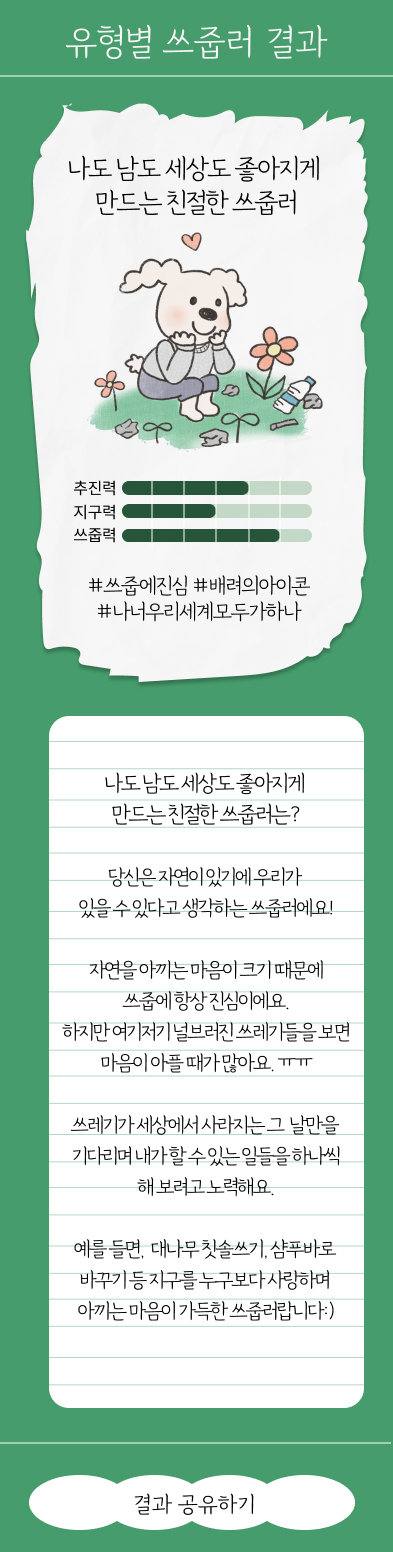 유형별 쓰줍러 결과
나도 남도 세상도 좋아지게
만드는 친절한 쓰줍러
추진력
지구력
쓰줍력
#쓰줍에진심 #배려의아이콘
#나너우리세계모두가하나
나도 남도 세상도 좋아지게
만드는 친절한 쓰줍러는?
당신은 자연이 있기에 우리가
있을 수 있다고 생각하는 쓰줍러에요!
자연을 아끼는 마음이 크기 때문에
쓰줍에 항상 진심이에요.
하지만 여기저기 널브러진 쓰레기들을 보면
마음이 아플 때가 많아요. ㅠㅠ
쓰레기가 세상에서 사라지는 그 날만을
기다리며 내가 할 수 있는 일들을 하나씩
해 보려고 노력해요.
예를 들면, 대나무 칫솔쓰기, 샴푸바로
바꾸기 등 지구를 누구보다 사랑하며
아끼는 마음이 가득한 쓰줍러랍니다:)
결과 공유하기